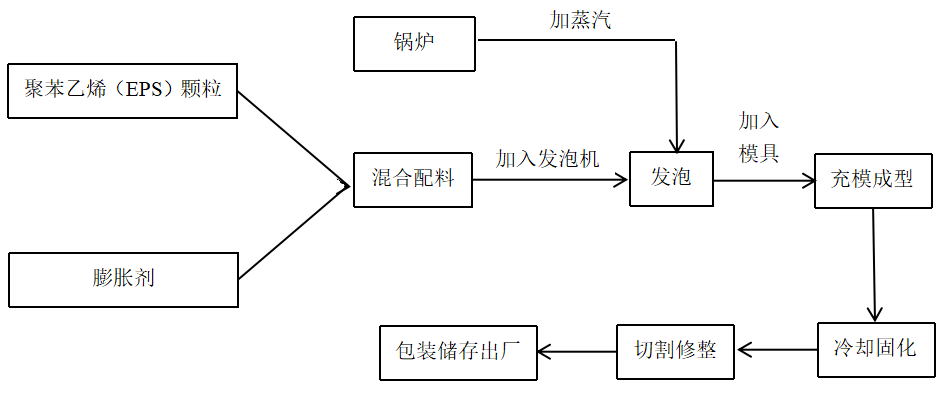 加蒸汽
锅炉
聚苯乙烯（EPS）颗粒
加入
模具
混合配料
加入发泡机
发泡
充模成型
膨胀剂
包装储存出厂
切割修整
冷却固化